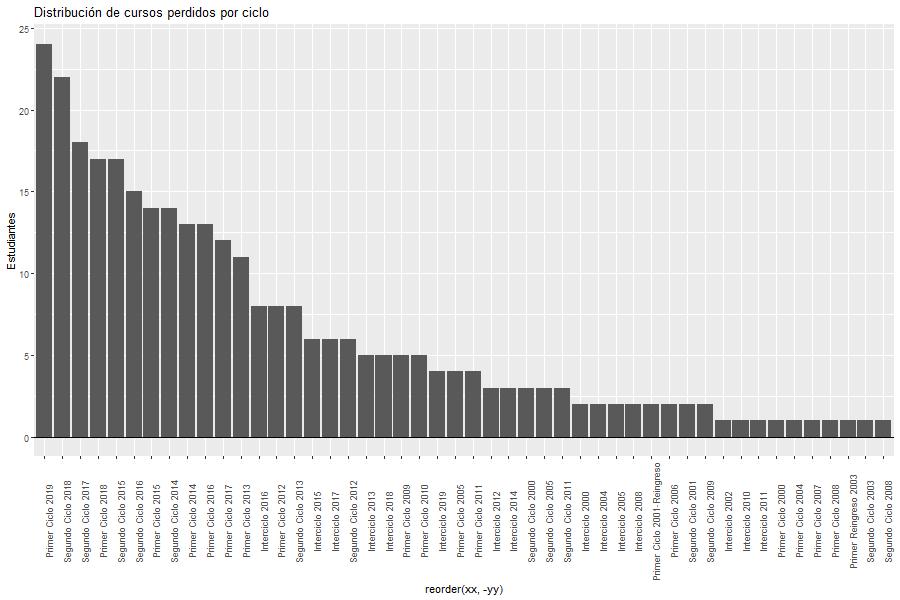 Distribución de cursos perdidos por ciclo
25
20
15
10
5
0
Estudiantes
Primer Ciclo 2019
Segundo Ciclo 2018
Segundo Ciclo 2017
Primer Ciclo 2018
Segundo Ciclo 2015
Segundo Ciclo 2016
Primer Ciclo 2015
Segundo Ciclo 2014
Primer Ciclo 2014
Primer Ciclo 2016
Primer Ciclo 2017
Primer Ciclo 2013
Interciclo 2016
Primer Ciclo 2012
Segundo Ciclo 2013
Interciclo 2015
Interciclo 2017
Segundo Ciclo 2012
Interciclo 2013
Interciclo 2018
Primer Ciclo 2009
Primer Ciclo 2010
Primer Ciclo 2005
Primer Ciclo 2011
Interciclo 2012
Interciclo 2014
Segundo Ciclo 2000
Segundo Ciclo 2005
Segundo Ciclo 2011
Interciclo 2000
Interciclo 2004
Interciclo 2005
Interciclo 2008
Primer Ciclo 2001-Reingreso
Primer Ciclo 2006
Segundo Ciclo 2001
Segundo Ciclo 2009
Interciclo 2002
Interciclo 2010
Interciclo 2011
Primer Ciclo 2000
Primer Ciclo 2004
Primer Ciclo 2007
Primer Ciclo 2008
Primer Reingreso 2003
Segundo Ciclo 2003
Segundo Ciclo 2008
reorder(xx, -yy)